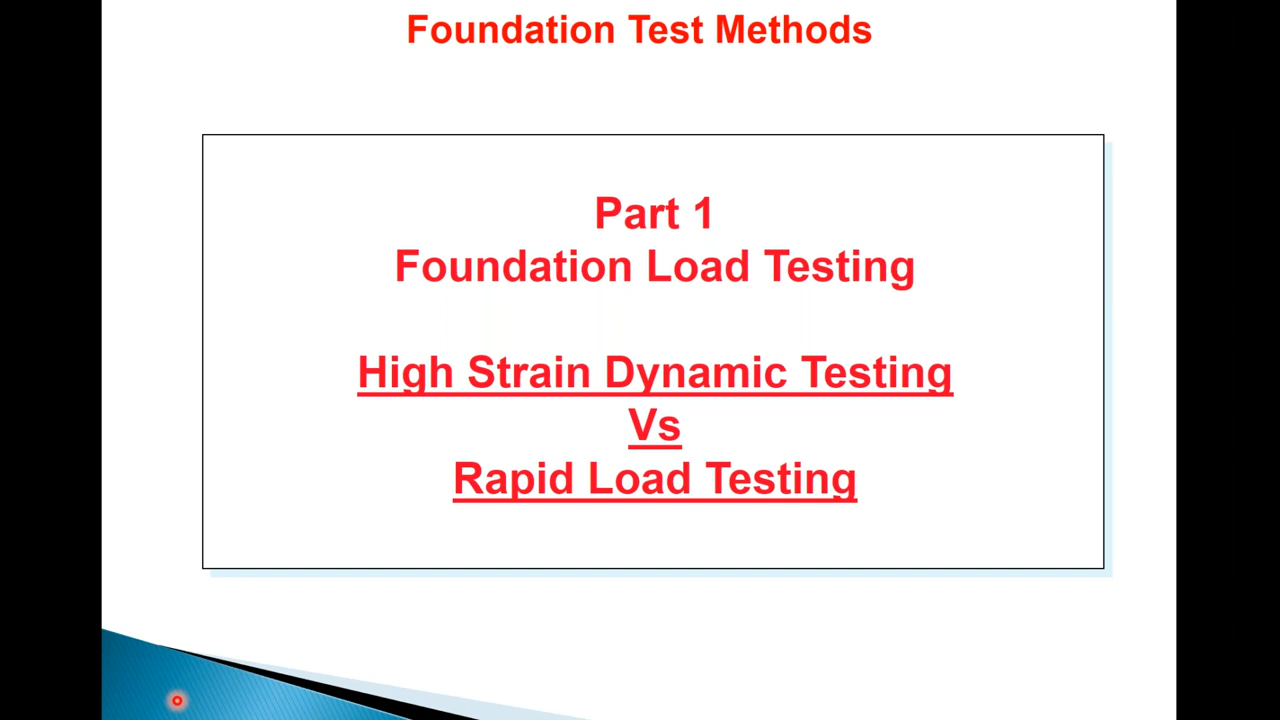 Foundation Test Methods
Part 1
Foundation Load Testing
High Strain Dynamic Testing
Vs
Rapid Load Testing